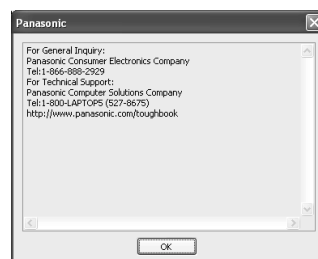 Panasonic
For General Inquiry:
Panasonic Consumer Electronics Company
Tel:1-866-888-2929
For Technical Support:
Panasonic Computer Solutions Company
Tel:1-800-LAPTOP5 (527-8675)
http://www.panasonic.com/toughbook
OK